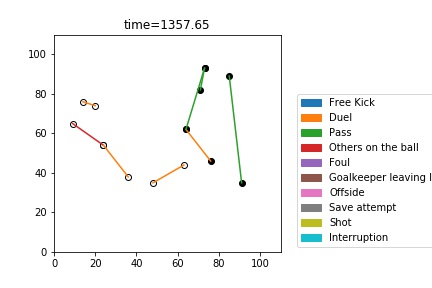 time=1357.65
100
80
60
40
20
0
0 20 40 60 80 100
Free Kick
Duel
Pass
Others on the ball
Foul
Goalkeeper leaving
Offside
Save attempt
Shot
Interruption